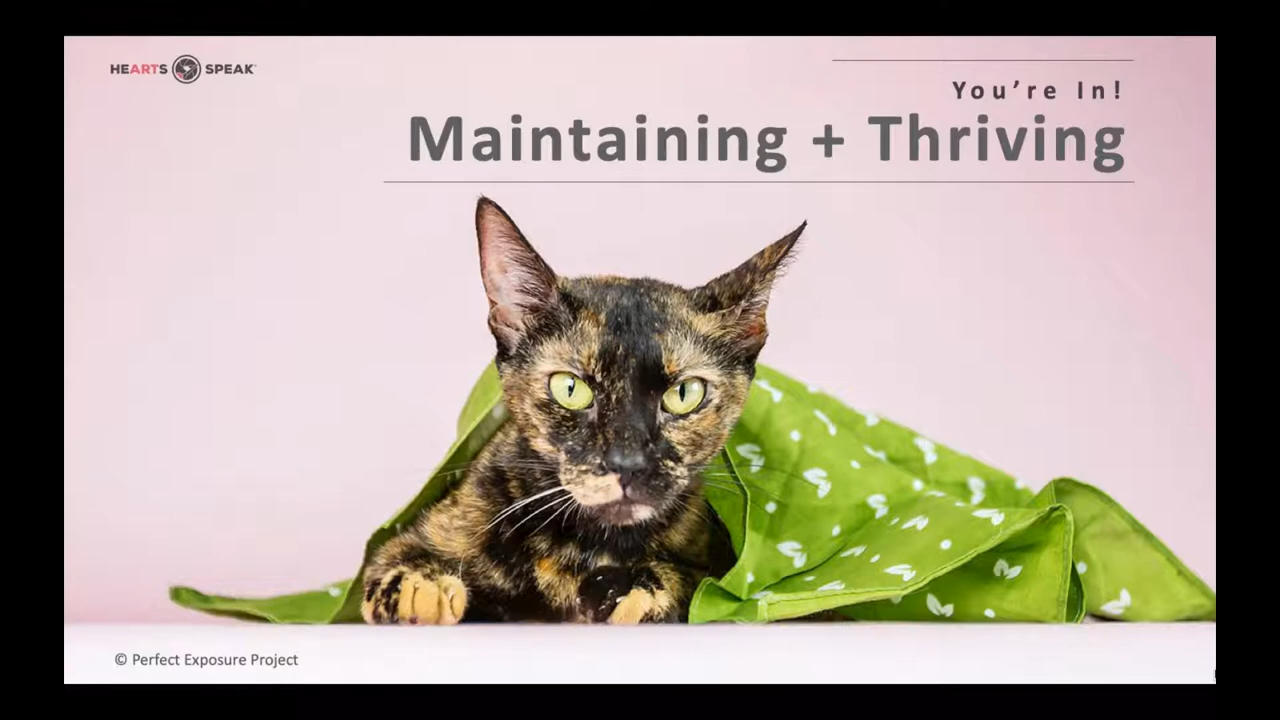 HEARTS SPEAK
You’re In!
Maintaining + Thriving
© Perfect Exposure Project